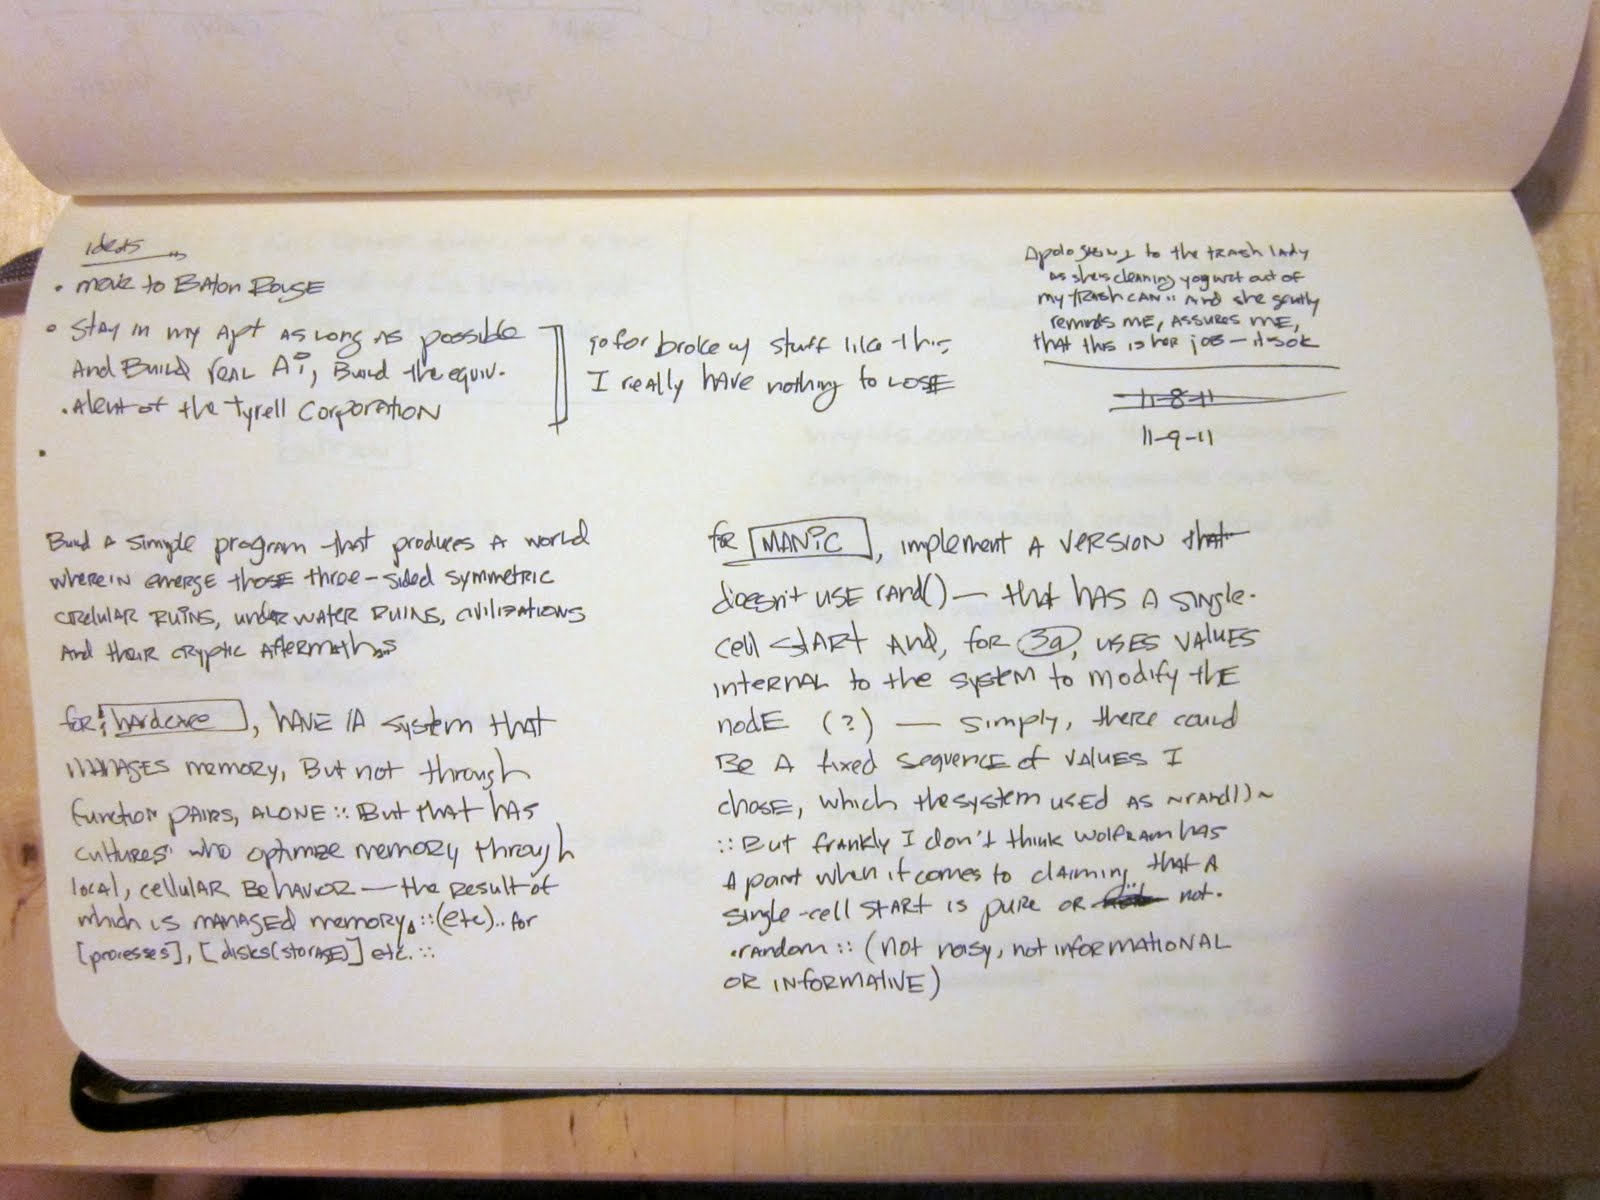 ideas
• move to Baton Rouge
• Stay in my Apt as long as possible
And Build real Ai, Build the equiv.
. Alent of the Tyrell Corporation
•
go for broke w/ stuff like this,
I really have nothing to lose
Apologizing to the trash lady
as she's cleaning yogurt out of
my trash can :: And she gently
reminds me, assures me,
that this is her job — it's ok
11-8-11
11-9-11
Build a simple program that produces a world
wherein emerge those three-sided symmetric
circular ruins, underwater ruins, civilizations
and their cryptic aftermaths
for: hardcore, have a system that
manages memory, But not through
function pairs, alone :: But that has
cultures who optimize memory through
local, cellular behavior — the result of
which is managed memory. ::(etc).. for
[processes], [disks(storage)] etc. ::
for MANiC, implement a version that
doesn't use rand() — that has a single-
cell start and, for 3a, uses values
internal to the system to modify the
node (?) — simply, there could
Be a fixed sequence of values I
chose, which the system used as ~rand()~
:: But frankly I don't think Wolfram has
a point when it comes to claiming.. that a
single-cell start is pure or not.
.random :: (not noisy, not informational
or informative)